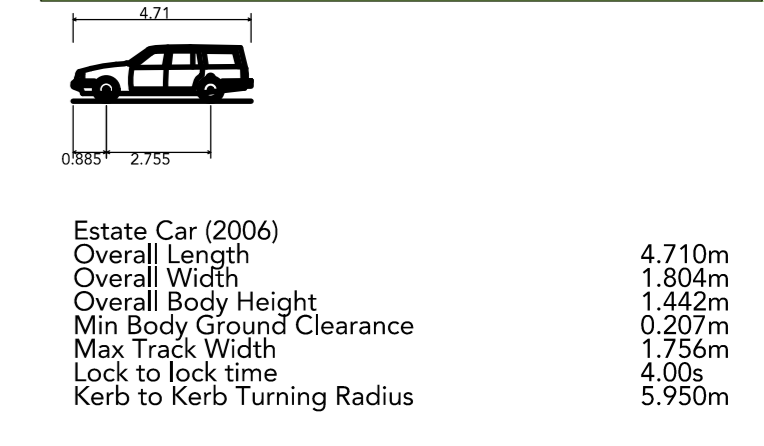 4.71
0.885 2.755
Estate Car (2006)
Overall Length 4.710m
Overall Width 1.804m
Overall Body Height 1.442m
Min Body Ground Clearance 0.207m
Max Track Width 1.756m
Lock to lock time 4.00s
Kerb to Kerb Turning Radius 5.950m